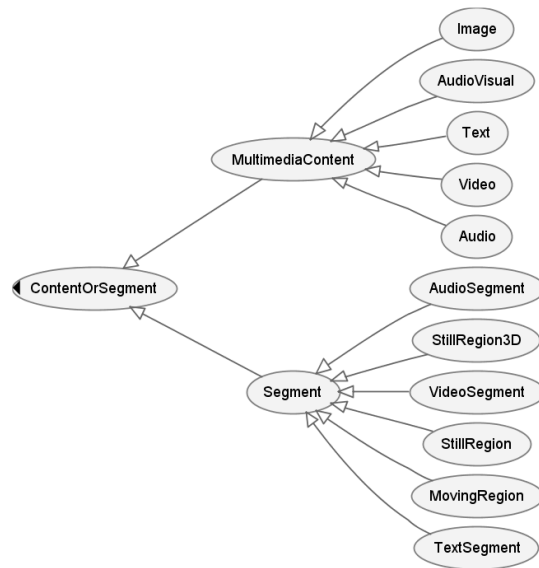 Image
AudioVisual
Text
MultimediaContent
Video
Audio
ContentOrSegment
AudioSegment
StillRegion3D
Segment
VideoSegment
StillRegion
MovingRegion
TextSegment